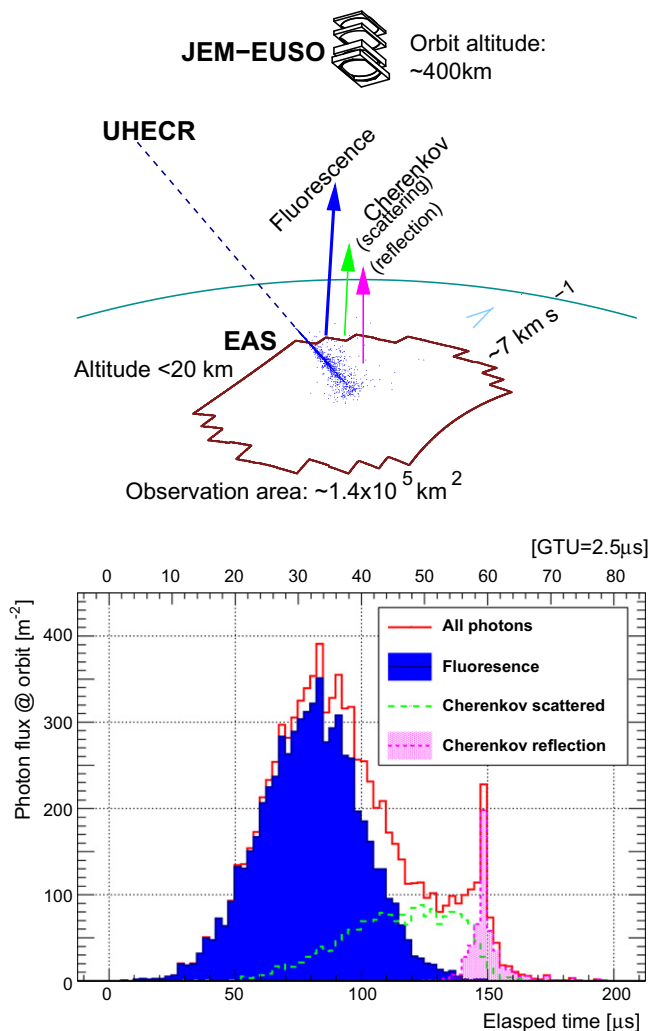 JEM−EUSO
Orbit altitude:
~400km
UHECR
Fluorescence
Cherenkov
(scattering)
(reflection)
~7 km s−1
EAS
Altitude <20 km
Observation area: ~1.4x10 5 km 2
[GTU=2.5μs]
0 10 20 30 40 50 60 70 80
Photon flux @ orbit [m-2]
400
300
200
100
0
All photons
Fluoresence
Cherenkov scattered
Cherenkov reflection
0 50 100 150 200
Elasped time [μs]